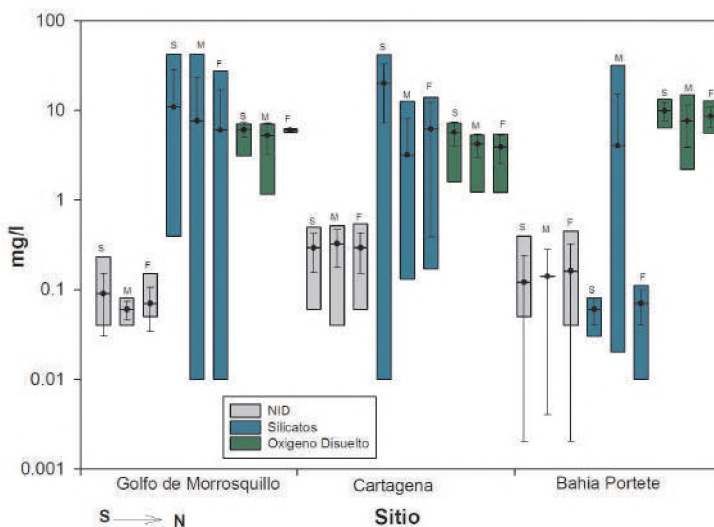 mg/l
100
10
1
0.1
0.01
0.001
S
M
F
S
M
F
S
M
F
S
M
F
S
M
F
S
M
F
S
M
F
S
M
F
S
M
F
NID
Silicatos
Oxigeno Disuelto
Golfo de Morrosquillo
Cartagena
Bahia Portete
S N
Sitio